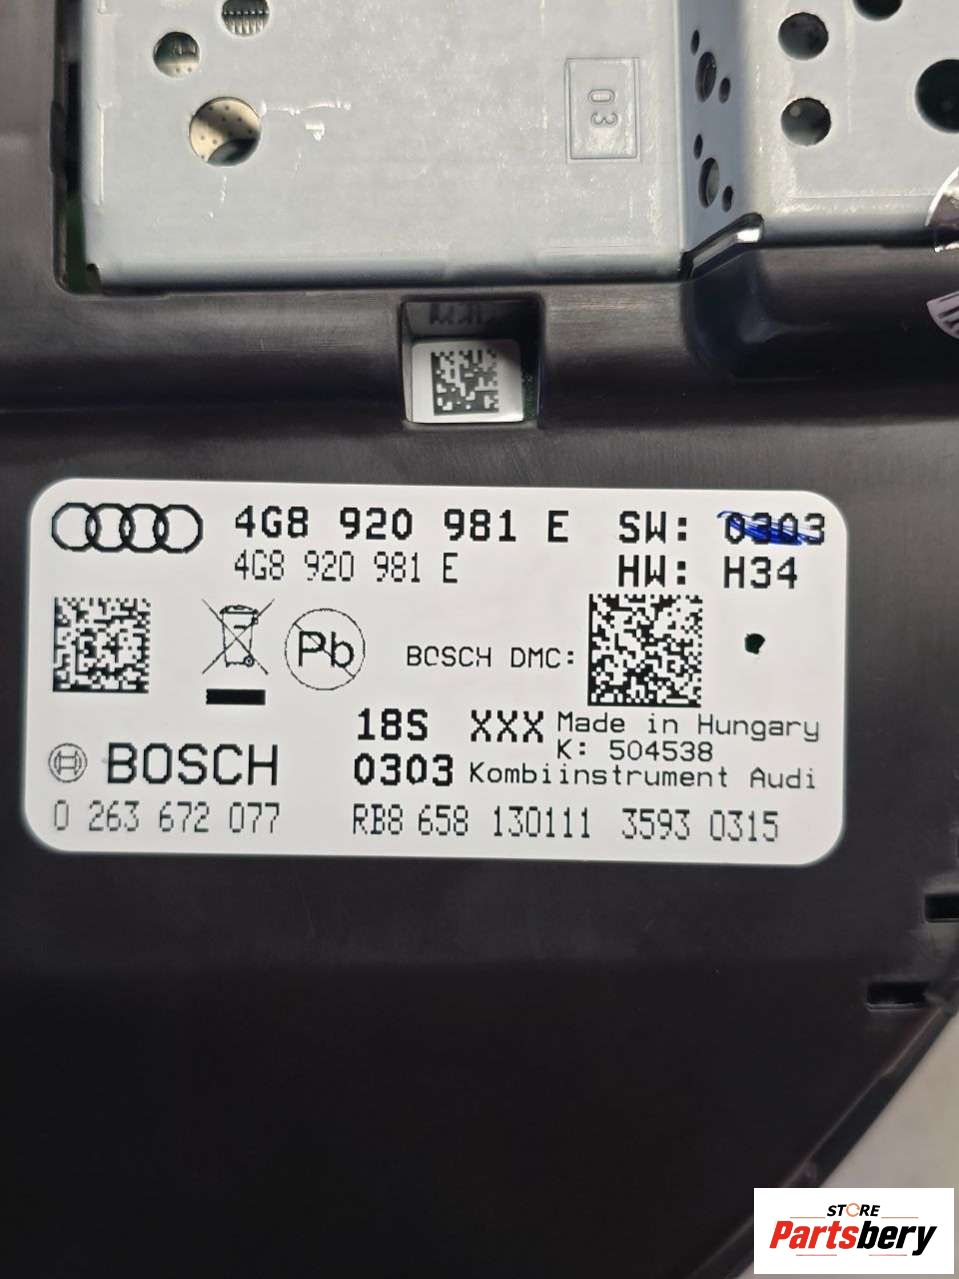 03
4G8 920 981 E SW: 0303
4G8 920 981 E HW: H34
Pb
BOSCH DMC:
18S XXX Made in Hungary
K: 504538
BOSCH 0303 Kombiinstrument Audi
0 263 672 077 RB8 658 130111 3593 0315
STORE
Partsbery